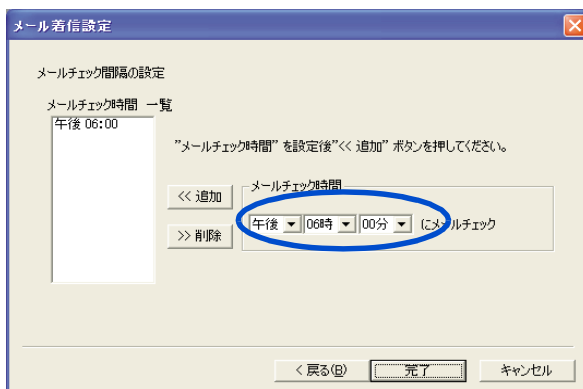 メール着信設定
メールチェック間隔の設定
メールチェック時間 一覧
午後 06:00
"メールチェック時間" を設定後"<< 追加" ボタンを押してください。
<< 追加
>> 削除
メールチェック時間
午後 06時 00分 にメールチェック
< 戻る(B) 完了 キャンセル